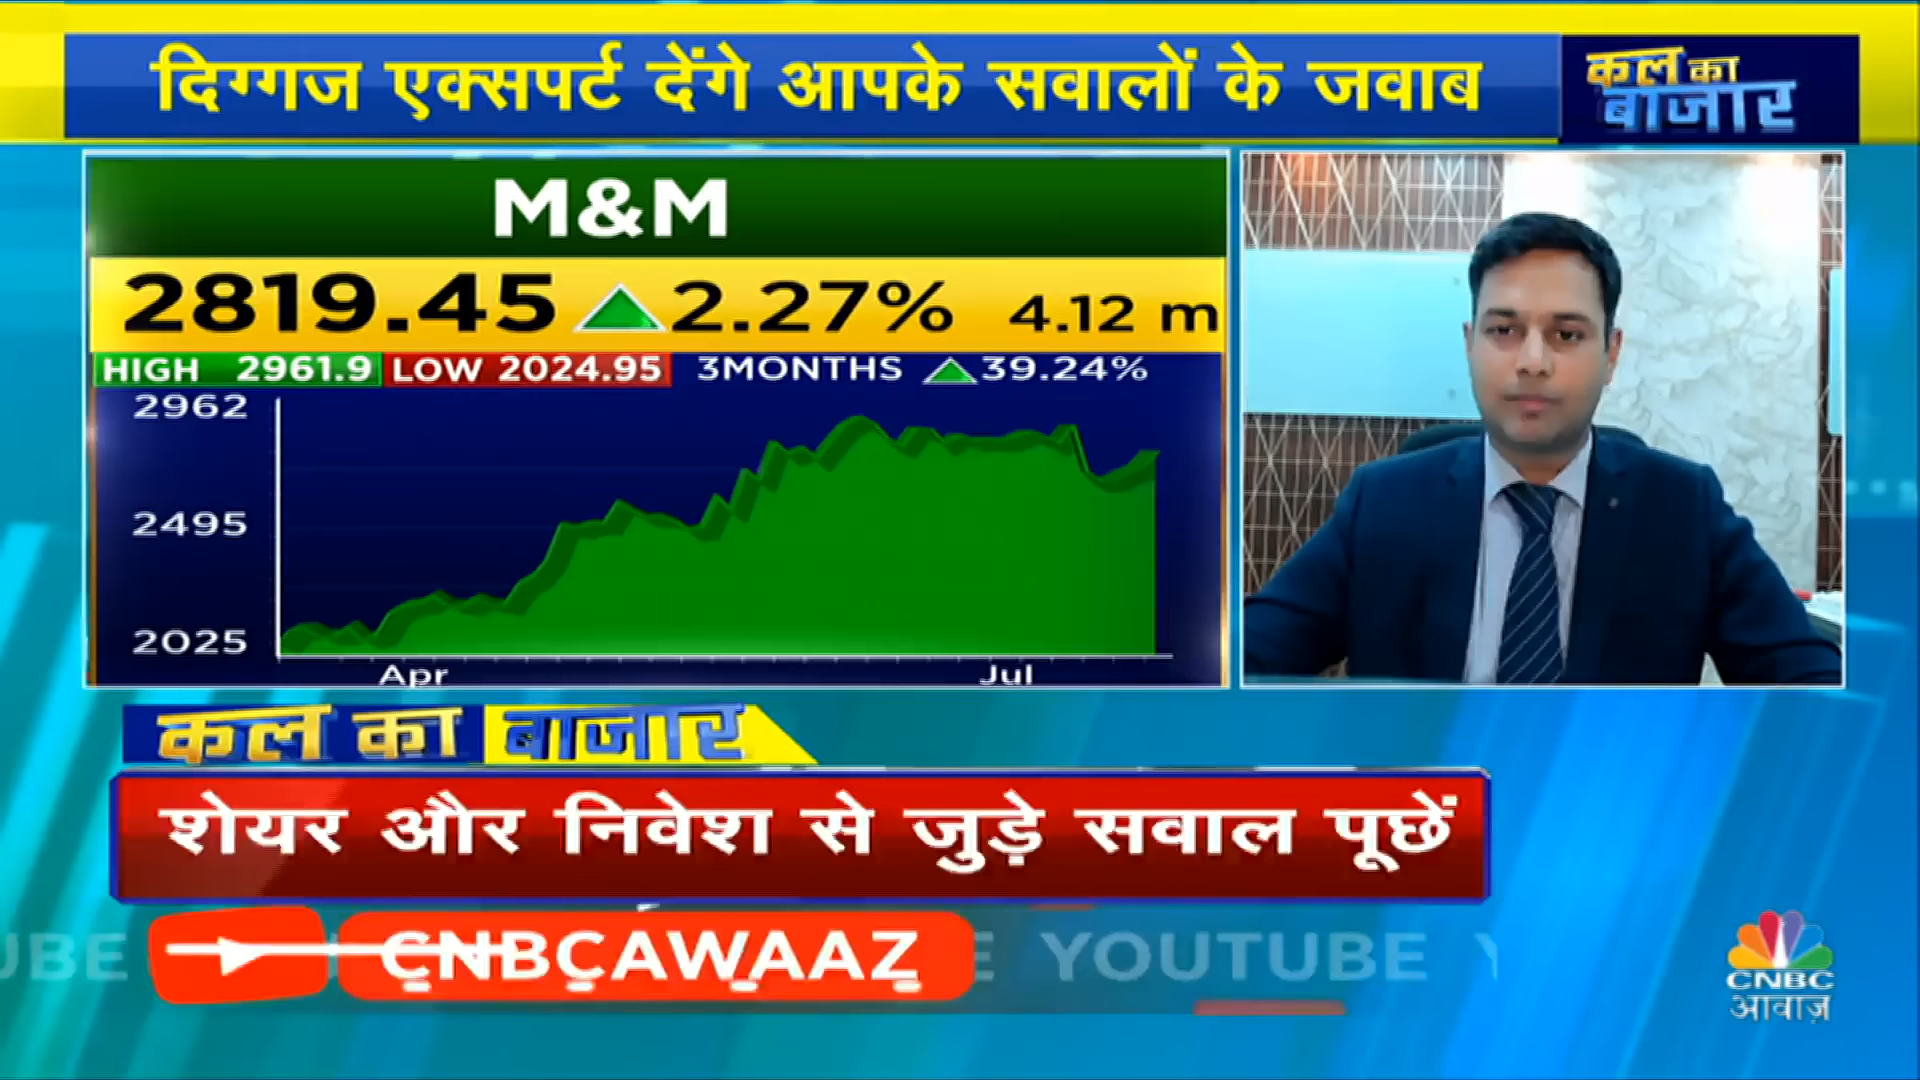 दिग्गज एक्सपर्ट देंगे आपके सवालों के जवाब
कल का
बाजार
M&M
2819.45 2.27% 4.12 m
HIGH 2961.9 LOW 2024.95 3MONTHS 39.24%
2962
2495
2025
Apr Jul
कल का बाजार
शेयर और निवेश से जुड़े सवाल पूछें
UBE CNBCAWAAZ E YOUTUBE Y
CNBC
आवाज़